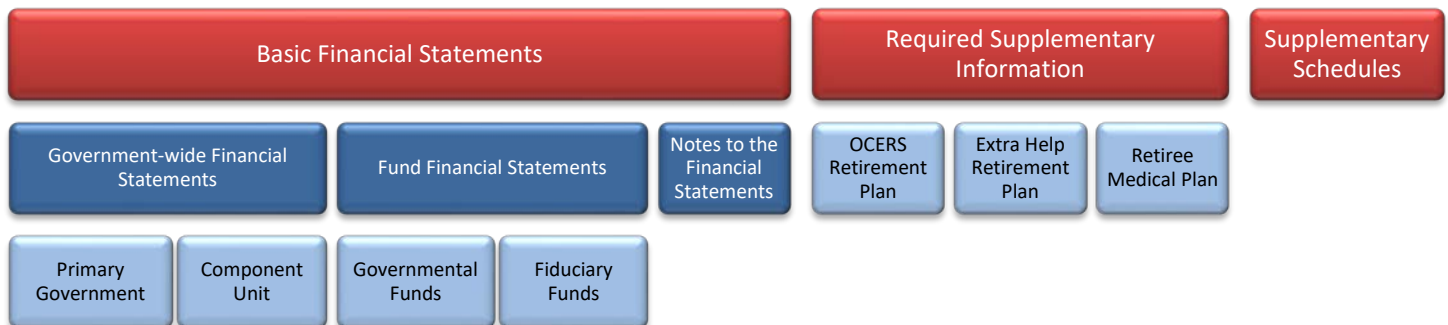 Basic Financial Statements
Required Supplementary
Information
Supplementary
Schedules
Government-wide Financial
Statements
Fund Financial Statements
Notes to the
Financial
Statements
OCERS
Retirement
Plan
Extra Help
Retirement
Plan
Retiree
Medical Plan
Primary
Government
Component
Unit
Governmental
Funds
Fiduciary
Funds